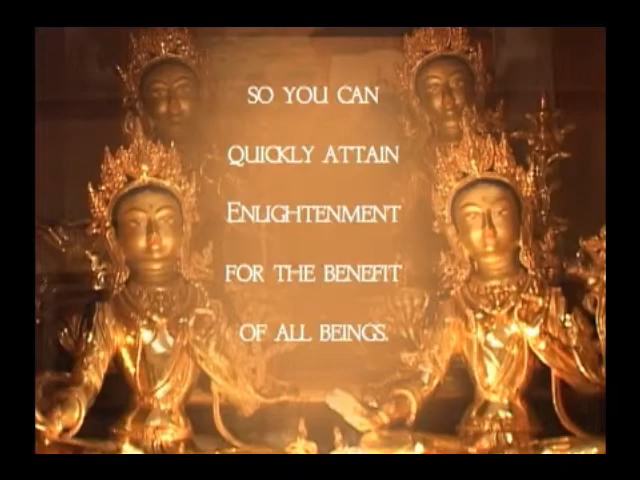 SO YOU CAN
QUICKLY ATTAIN
ENLIGHTENMENT
FOR THE BENEFIT
OF ALL BEINGS.